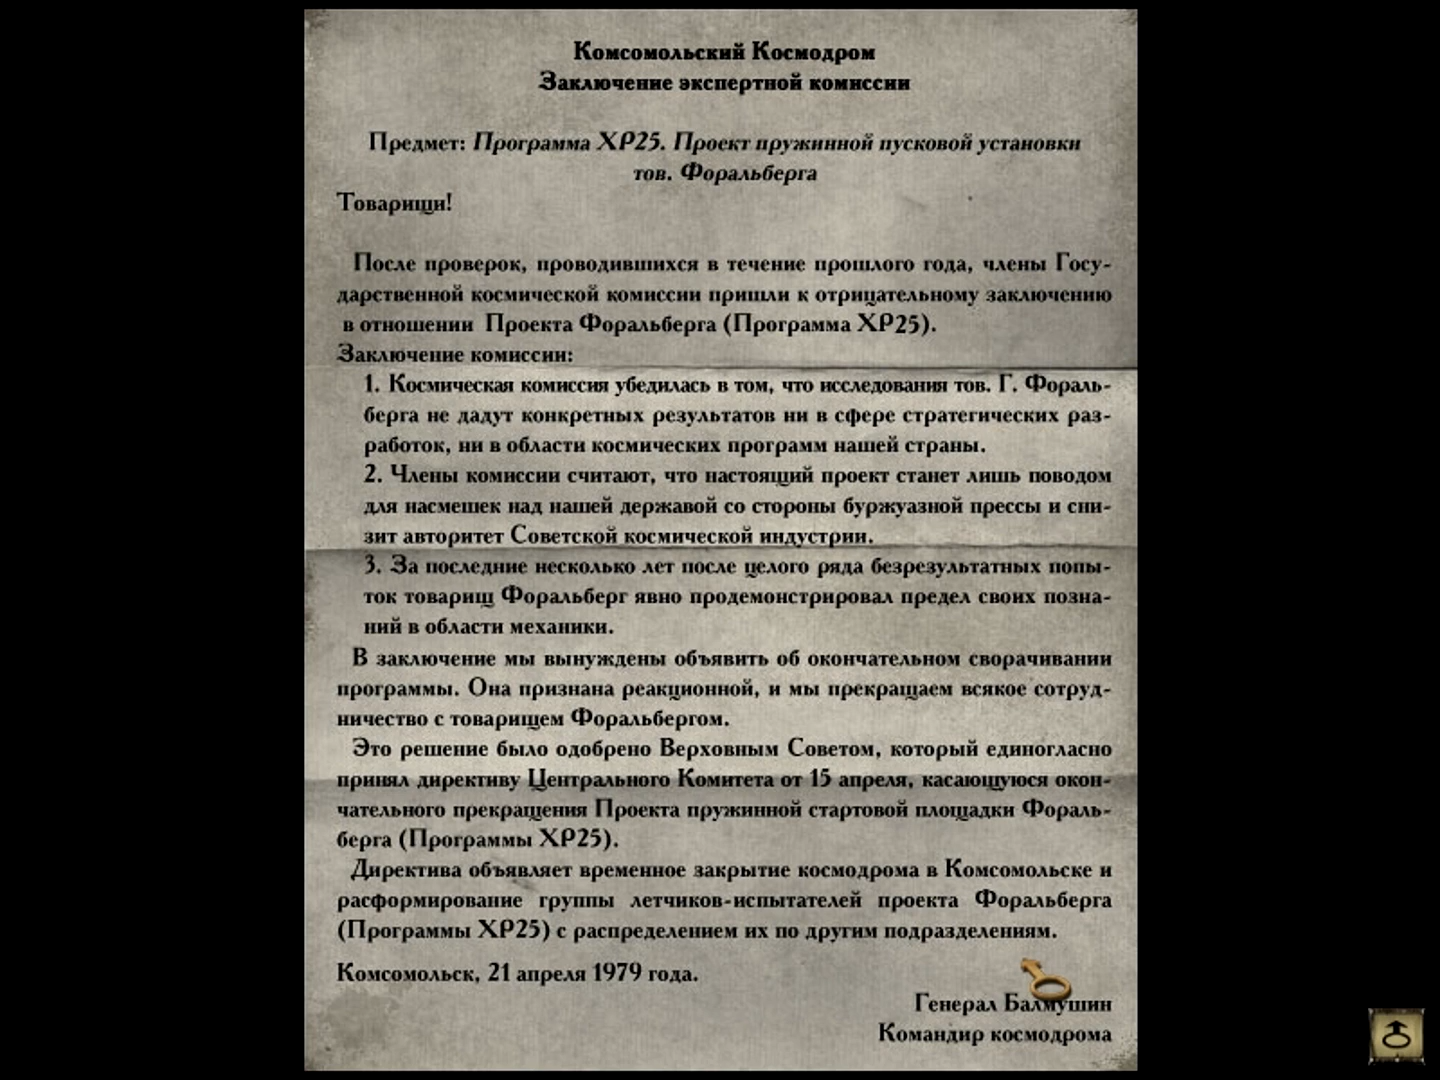 Комсомольский Космодром
Заключение экспертной комиссии
Предмет: Программа ХР25. Проект пружинной пусковой установки
тов. Форальберга
Товарищи!
После проверок, проводившихся в течение прошлого года, члены Госу-
дарственной космической комиссии пришли к отрицательному заключению
в отношении Проекта Форальберга (Программа ХР25).
Заключение комиссии:
1. Космическая комиссия убедилась в том, что исследования тов. Г. Фораль-
берга не дадут конкретных результатов ни в сфере стратегических раз-
работок, ни в области космических программ нашей страны.
2. Члены комиссии считают, что настоящий проект станет лишь поводом
для насмешек над нашей державой со стороны буржуазной прессы и сни-
зит авторитет Советской космической индустрии.
3. За последние несколько лет после целого ряда безрезультатных попы-
ток товарищ Форальберг явно продемонстрировал предел своих позна-
ний в области механики.
В заключение мы вынуждены объявить об окончательном сворачивании
программы. Она признана реакционной, и мы прекращаем всякое сотруд-
ничество с товарищем Форальбергом.
Это решение было одобрено Верховным Советом, который единогласно
принял директиву Центрального Комитета от 15 апреля, касающуюся окон-
чательного прекращения Проекта пружинной стартовой площадки Фораль-
берга (Программы ХР25).
Директива объявляет временное закрытие космодрома в Комсомольске и
расформирование группы летчиков-испытателей проекта Форальберга
(Программы ХР25) с распределением их по другим подразделениям.
Комсомольск, 21 апреля 1979 года.
Генерал Балмушин
Командир космодрома